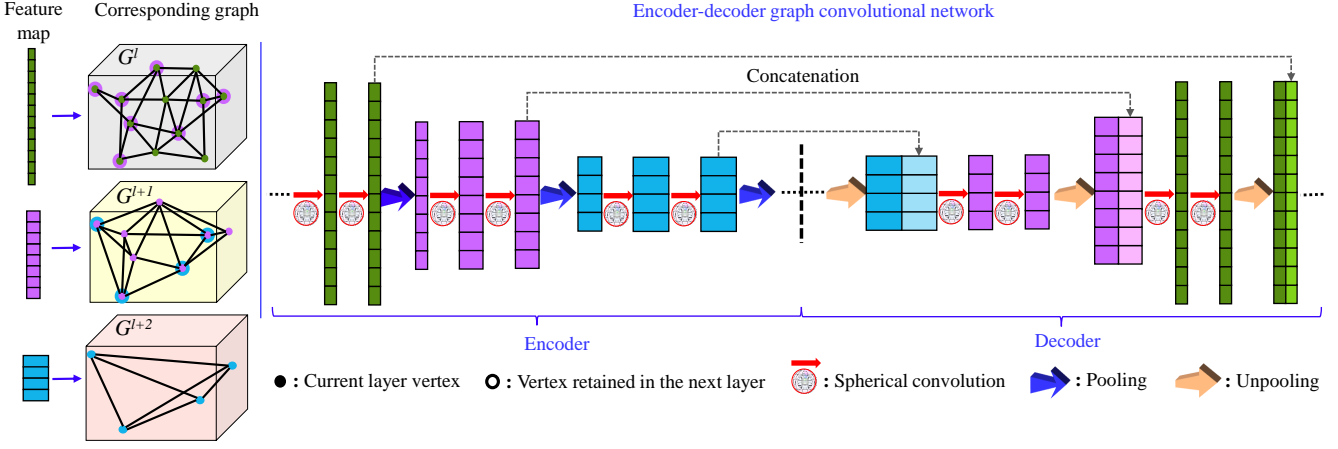 Feature map
Corresponding graph
Encoder-decoder graph convolutional network
G^l
Concatenation
G^{l+1}
G^{l+2}
Encoder
Decoder
: Current layer vertex
: Vertex retained in the next layer
: Spherical convolution
: Pooling
: Unpooling